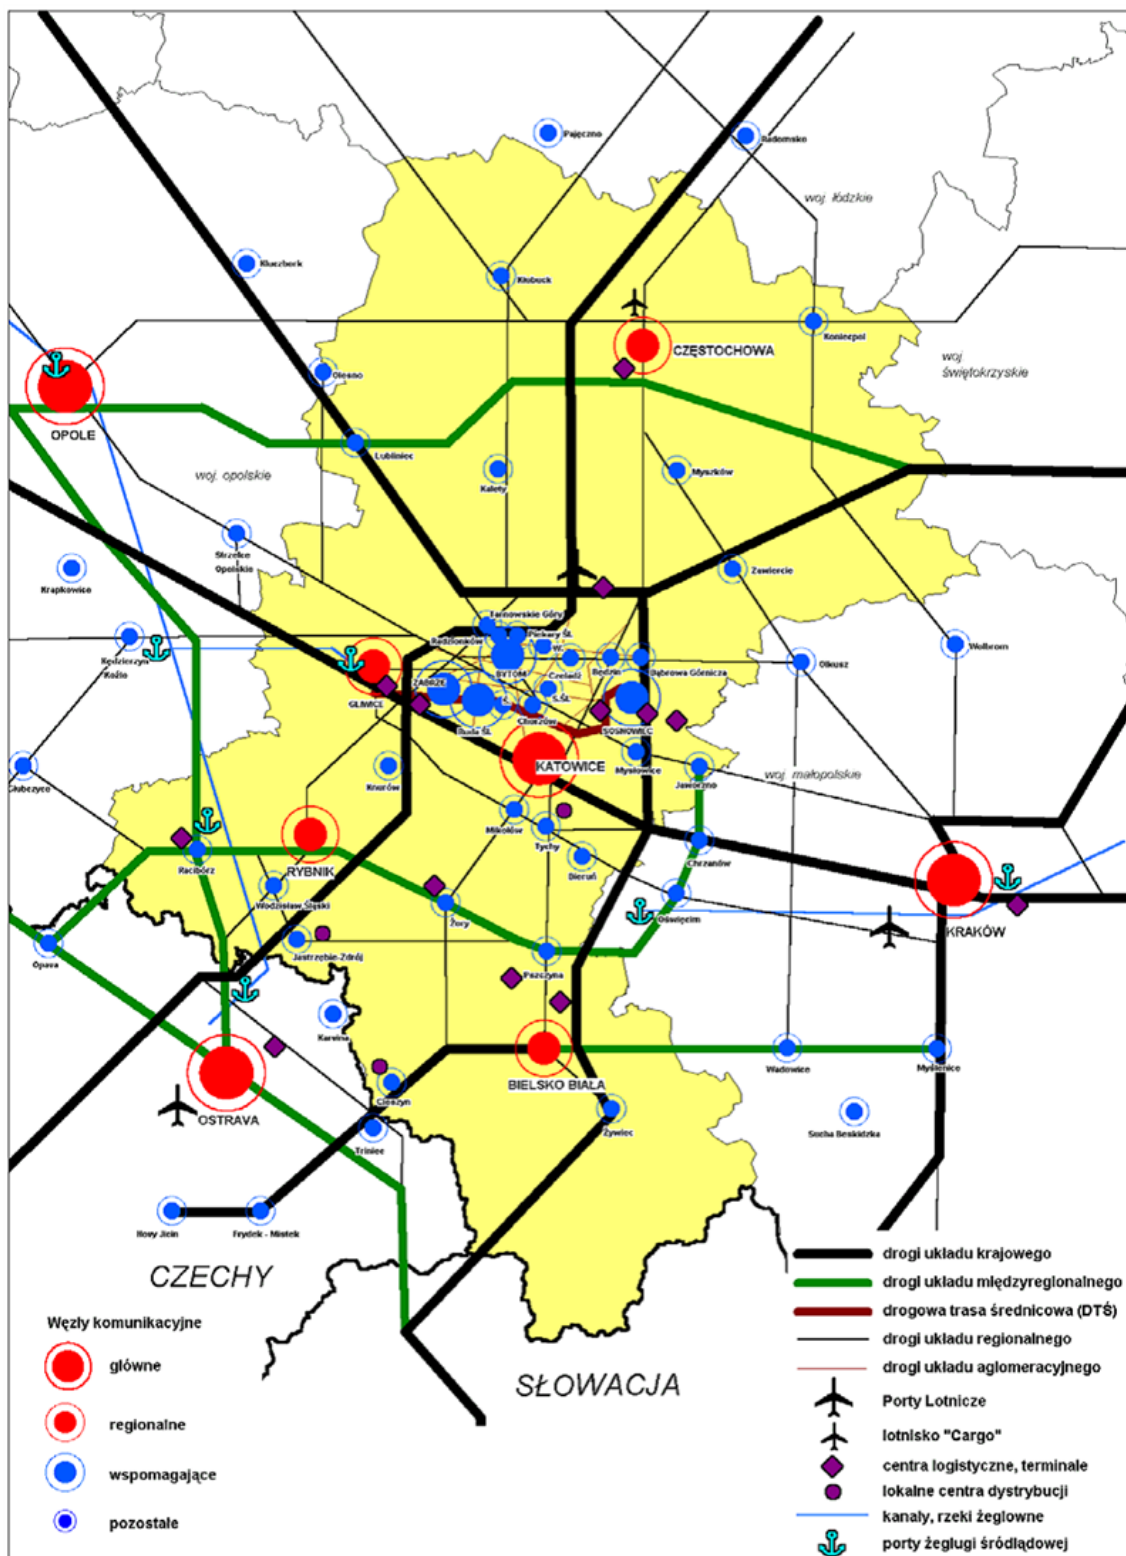 Pajęczno
Radomsko
woj. łódzkie
Kluczbork
Kłobuck
Koniecpol
CZĘSTOCHOWA
woj.
świętokrzyskie
Olesno
OPOLE
Lubliniec
woj. opolskie
Kalety
Myszków
Strzelce
Opolskie
Krapkowice
Zawiercie
Tarnowskie Góry
Radzionków
Piekary Śl.
W.
Kędzierzyn
Koźle
Wolbrom
Olkusz
BYTOM
Czeladź
Będzin
Dąbrowa Górnicza
ZABRZE
GLIWICE
Ruda Śl.
Chorzów
S.ŚL
SOSNOWIEC
KATOWICE
Mysłowice
Jaworzno
woj. małopolskie
Głubczyce
Knurów
Mikołów
Tychy
Racibórz
RYBNIK
Bieruń
Chrzanów
Wodzisław Śląski
Żory
Oświęcim
KRAKÓW
Opava
Jastrzębie-Zdrój
Pszczyna
Karvina
BIELSKO BIAŁA
Wadowice
Myślenice
Cieszyn
OSTRAVA
Triniec
Żywiec
Sucha Beskidzka
Novy Jicin
Frydek - Mistek
CZECHY
SŁOWACJA
Węzły komunikacyjne
główne
regionalne
wspomagające
pozostałe
drogi układu krajowego
drogi układu międzyregionalnego
drogowa trasa średnicowa (DTŚ)
drogi układu regionalnego
drogi układu aglomeracyjnego
Porty Lotnicze
lotnisko "Cargo"
centra logistyczne, terminale
lokalne centra dystrybucji
kanały, rzeki żeglowne
porty żeglugi śródlądowej